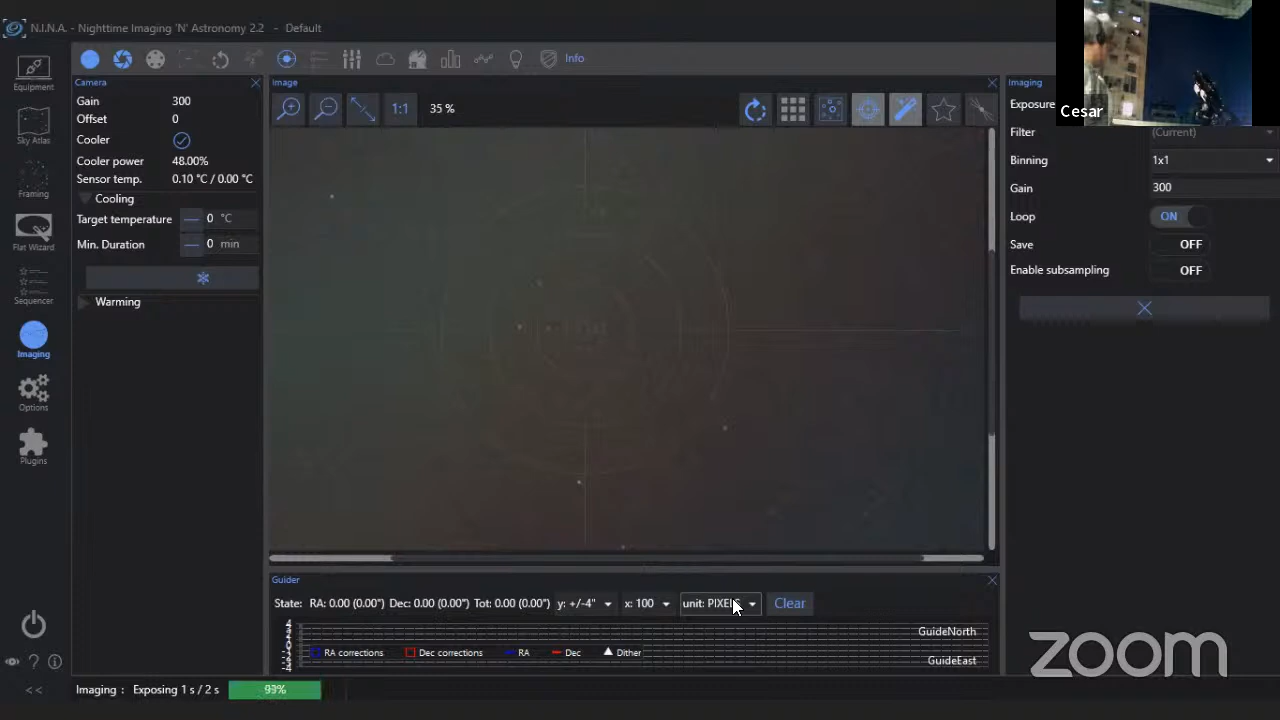 N.I.N.A. - Nighttime Imaging 'N' Astronomy 2.2 - Default
Info
Equipment
Sky Atlas
Framing
Flat Wizard
Sequencer
Imaging
Options
Plugins
<<
Camera
Gain 300
Offset 0
Cooler
Cooler power 48.00%
Sensor temp. 0.10 °C / 0.00 °C
Cooling
Target temperature 0 °C
Min. Duration 0 min
Warming
Image
1:1 35 %
Imaging
Exposure
Filter (Current)
Binning 1x1
Gain 300
Loop ON
Save OFF
Enable subsampling OFF
Cesar
Guider
State: RA: 0.00 (0.00") Dec: 0.00 (0.00") Tot: 0.00 (0.00") y: +/-4" x: 100 unit: PIXELS Clear
GuideNorth
RA corrections Dec corrections RA Dec Dither
GuideEast
Imaging : Exposing 1 s / 2 s
zoom